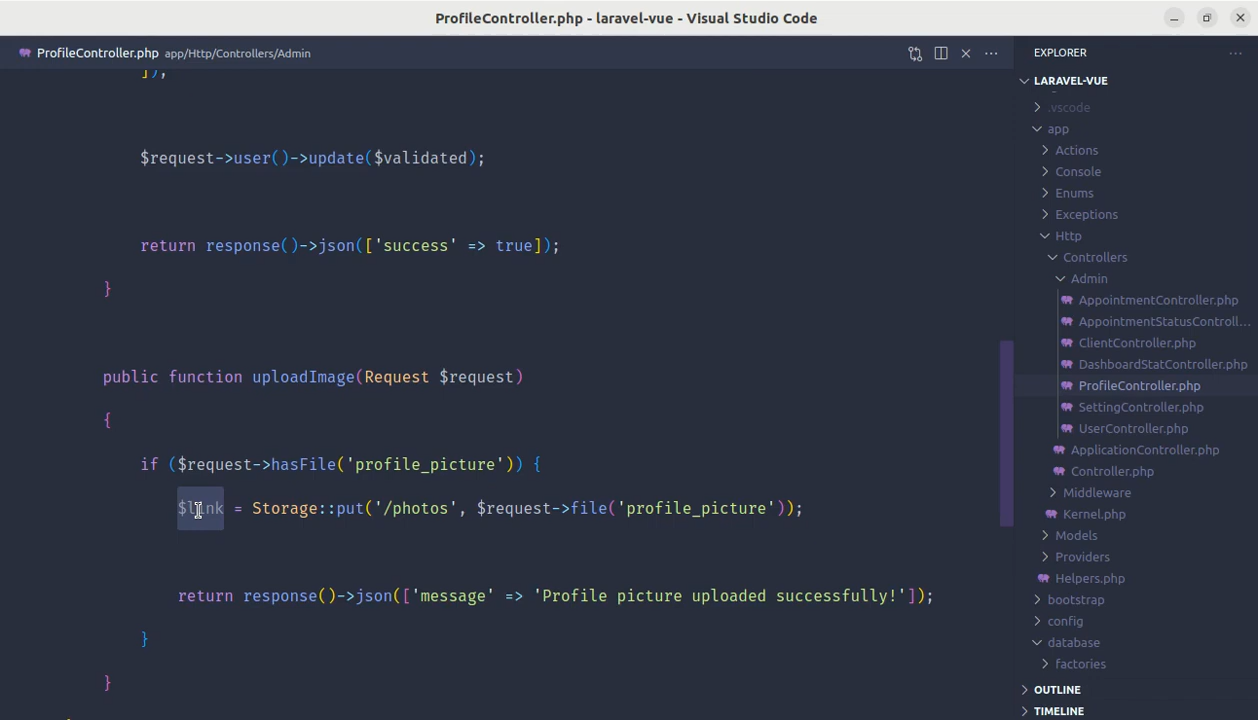 ProfileController.php - laravel-vue - Visual Studio Code
ProfileController.php app/Http/Controllers/Admin
]);
$request->user()->update($validated);
return response()->json(['success' => true]);
}
public function uploadImage(Request $request)
{
if ($request->hasFile('profile_picture')) {
$link = Storage::put('/photos', $request->file('profile_picture'));
return response()->json(['message' => 'Profile picture uploaded successfully!']);
}
}
EXPLORER
LARAVEL-VUE
.vscode
app
Actions
Console
Enums
Exceptions
Http
Controllers
Admin
AppointmentController.php
AppointmentStatusControll...
ClientController.php
DashboardStatController.php
ProfileController.php
SettingController.php
UserController.php
ApplicationController.php
Controller.php
Middleware
Kernel.php
Models
Providers
Helpers.php
bootstrap
config
database
factories
OUTLINE
TIMELINE